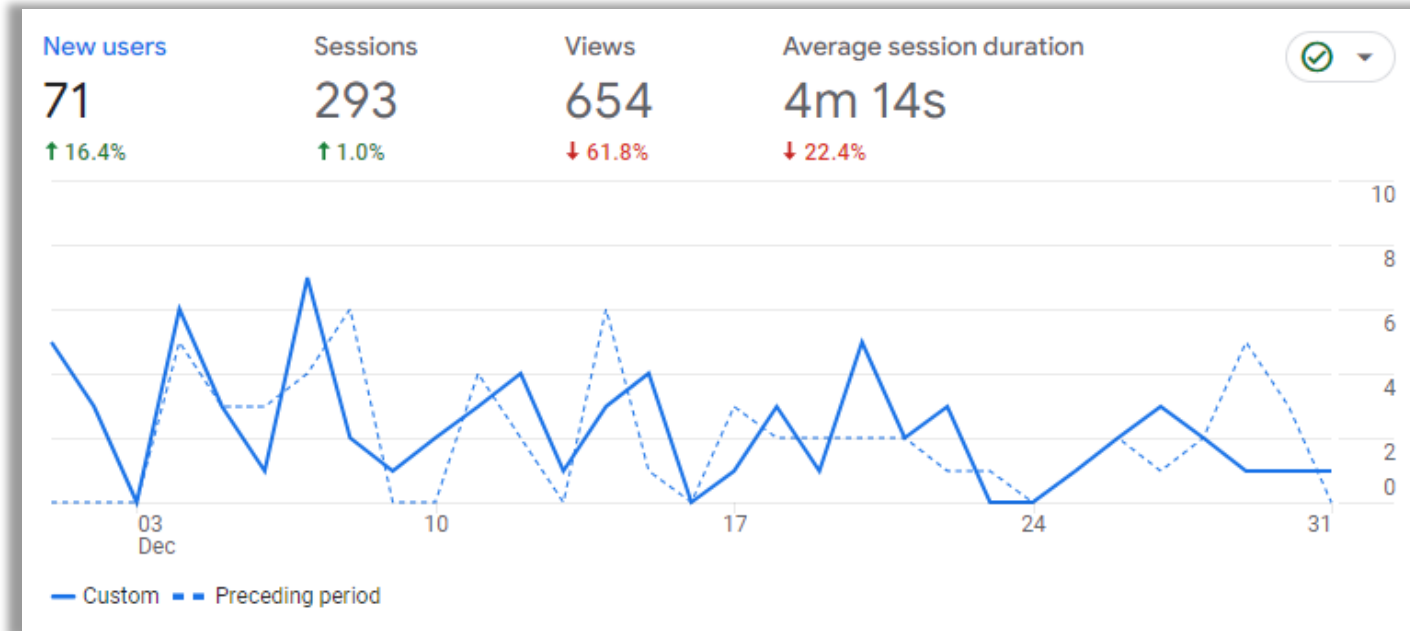 New users Sessions Views Average session duration
71 293 654 4m 14s
↑ 16.4% ↑ 1.0% ↓ 61.8% ↓ 22.4%
10
8
6
4
2
0
03 10 17 24 31
Dec
Custom Preceding period